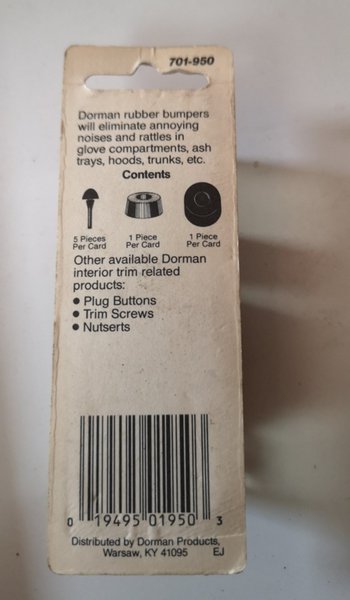 701-950
Dorman rubber bumpers
will eliminate annoying
noises and rattles in
glove compartments, ash
trays, hoods, trunks, etc.
Contents
5 Pieces
Per Card
1 Piece
Per Card
1 Piece
Per Card
Other available Dorman
interior trim related
products:
● Plug Buttons
● Trim Screws
● Nutserts
0 19495 01950 3
Distributed by Dorman Products,
Warsaw, KY 41095 EJ